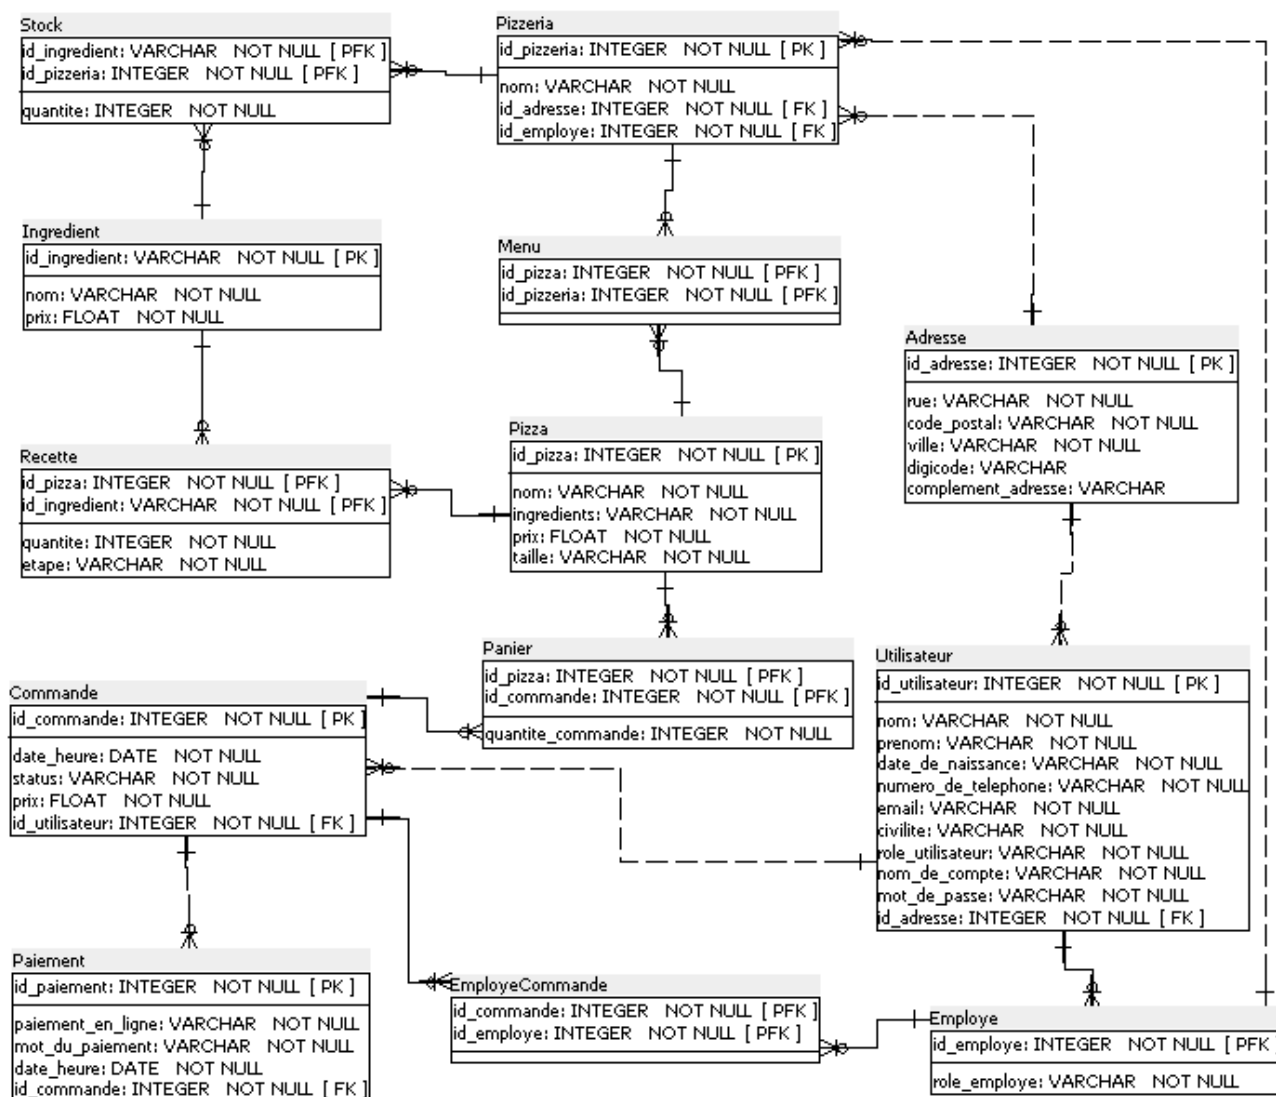 Stock
id_ingredient: VARCHAR NOT NULL [ PFK ]
id_pizzeria: INTEGER NOT NULL [ PFK ]
quantite: INTEGER NOT NULL
Pizzeria
id_pizzeria: INTEGER NOT NULL [ PK ]
nom: VARCHAR NOT NULL
id_adresse: INTEGER NOT NULL [ FK ]
id_employe: INTEGER NOT NULL [ FK ]
Ingredient
id_ingredient: VARCHAR NOT NULL [ PK ]
nom: VARCHAR NOT NULL
prix: FLOAT NOT NULL
Menu
id_pizza: INTEGER NOT NULL [ PFK ]
id_pizzeria: INTEGER NOT NULL [ PFK ]
Adresse
id_adresse: INTEGER NOT NULL [ PK ]
rue: VARCHAR NOT NULL
code_postal: VARCHAR NOT NULL
ville: VARCHAR NOT NULL
digicode: VARCHAR
complement_adresse: VARCHAR
Recette
id_pizza: INTEGER NOT NULL [ PFK ]
id_ingredient: VARCHAR NOT NULL [ PFK ]
quantite: INTEGER NOT NULL
etape: VARCHAR NOT NULL
Pizza
id_pizza: INTEGER NOT NULL [ PK ]
nom: VARCHAR NOT NULL
ingredients: VARCHAR NOT NULL
prix: FLOAT NOT NULL
taille: VARCHAR NOT NULL
Panier
id_pizza: INTEGER NOT NULL [ PFK ]
id_commande: INTEGER NOT NULL [ PFK ]
quantite_commande: INTEGER NOT NULL
Utilisateur
id_utilisateur: INTEGER NOT NULL [ PK ]
nom: VARCHAR NOT NULL
prenom: VARCHAR NOT NULL
date_de_naissance: VARCHAR NOT NULL
numero_de_telephone: VARCHAR NOT NULL
email: VARCHAR NOT NULL
civilite: VARCHAR NOT NULL
role_utilisateur: VARCHAR NOT NULL
nom_de_compte: VARCHAR NOT NULL
mot_de_passe: VARCHAR NOT NULL
id_adresse: INTEGER NOT NULL [ FK ]
Commande
id_commande: INTEGER NOT NULL [ PK ]
date_heure: DATE NOT NULL
status: VARCHAR NOT NULL
prix: FLOAT NOT NULL
id_utilisateur: INTEGER NOT NULL [ FK ]
Paiement
id_paiement: INTEGER NOT NULL [ PK ]
paiement_en_ligne: VARCHAR NOT NULL
mot_du_paiement: VARCHAR NOT NULL
date_heure: DATE NOT NULL
id_commande: INTEGER NOT NULL [ FK ]
EmployeCommande
id_commande: INTEGER NOT NULL [ PFK ]
id_employe: INTEGER NOT NULL [ PFK ]
Employe
id_employe: INTEGER NOT NULL [ PFK ]
role_employe: VARCHAR NOT NULL